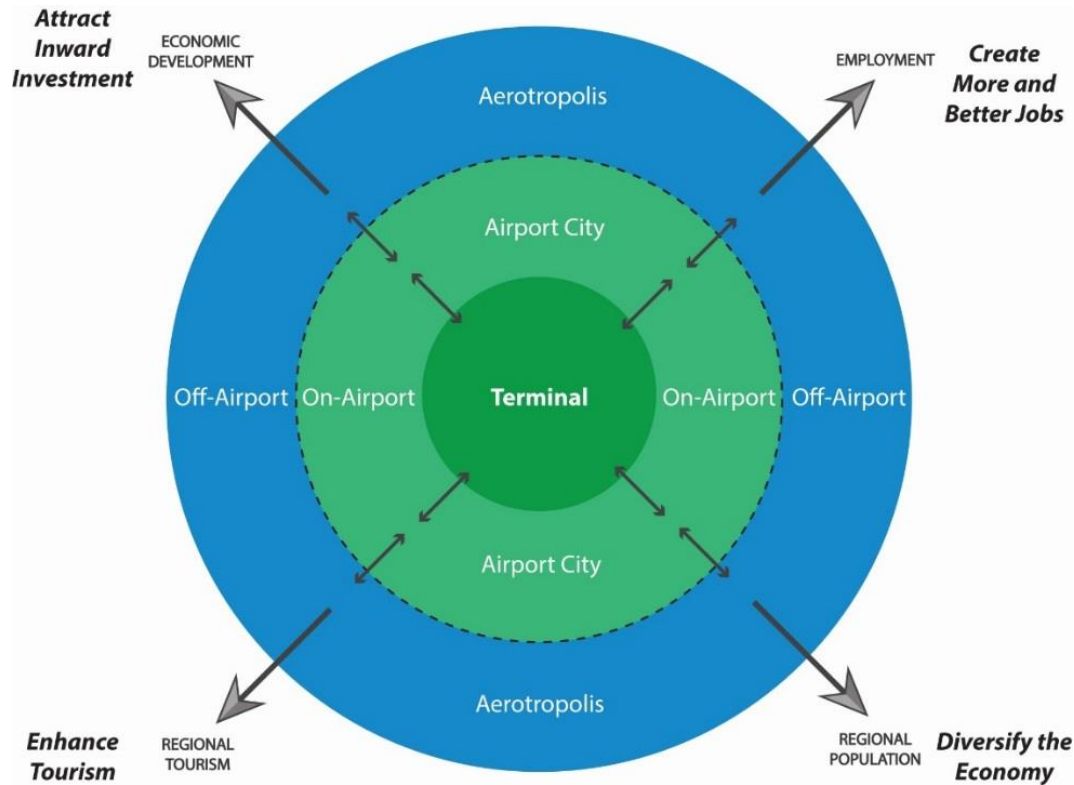 Attract
Inward
Investment
ECONOMIC
DEVELOPMENT
EMPLOYMENT
Create
More and
Better Jobs
Aerotropolis
Airport City
Off-Airport
On-Airport
Terminal
On-Airport
Off-Airport
Airport City
Aerotropolis
Enhance
Tourism
REGIONAL
TOURISM
REGIONAL
POPULATION
Diversify the
Economy